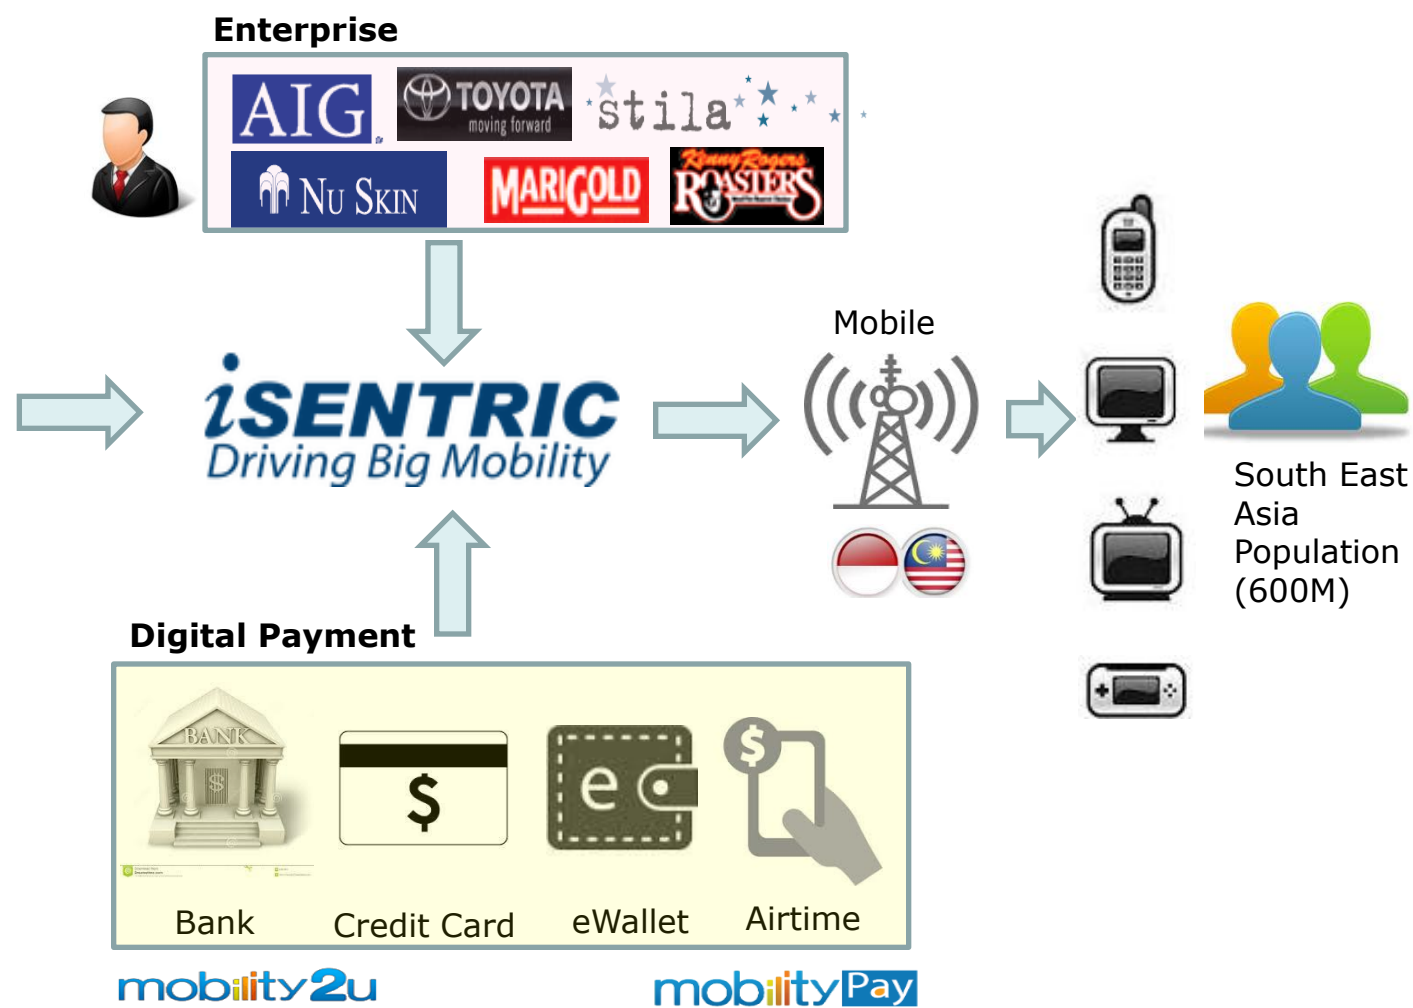 Enterprise
AIG
TOYOTA
moving forward
stila
NU SKIN
MARIGOLD
Kenny Rogers
ROASTERS
Mobile
iSENTRIC
Driving Big Mobility
South East
Asia
Population
(600M)
Digital Payment
BANK
$
$
e
$
Bank
Credit Card
eWallet
Airtime
mobility2u
mobilityPay